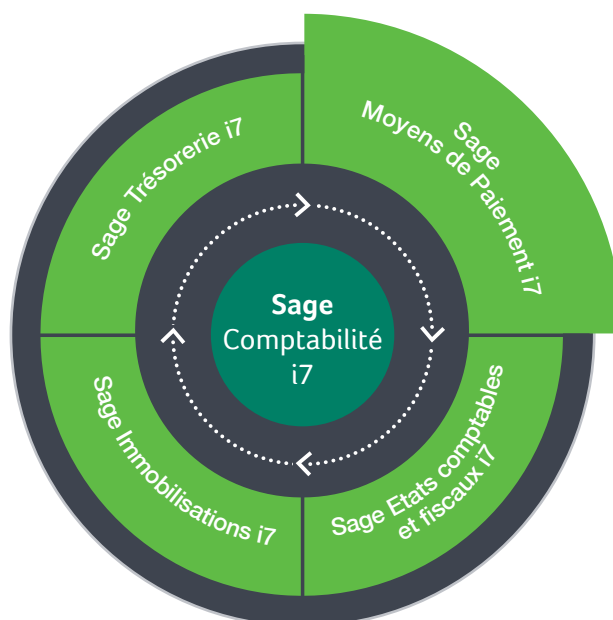 Sage Trésorerie i7
Sage
Moyens de Paiement i7
Sage
Comptabilité
i7
Sage Immobilisations i7
Sage Etats comptables
et fiscaux i7